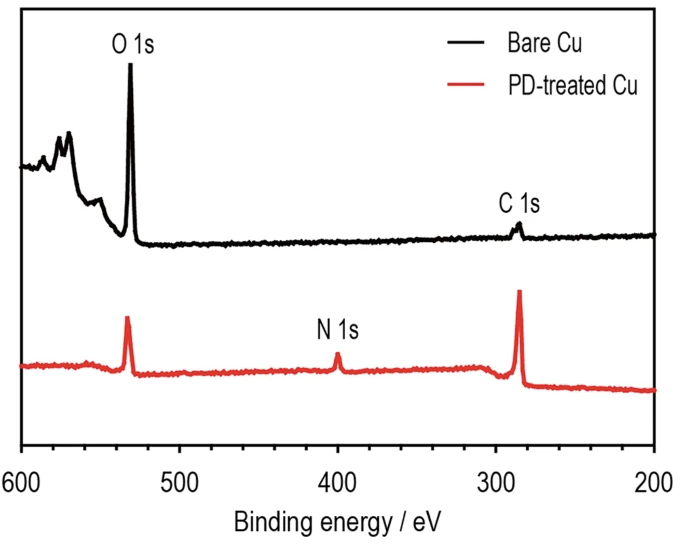 O 1s
Bare Cu
PD-treated Cu
C 1s
N 1s
600 500 400 300 200
Binding energy / eV